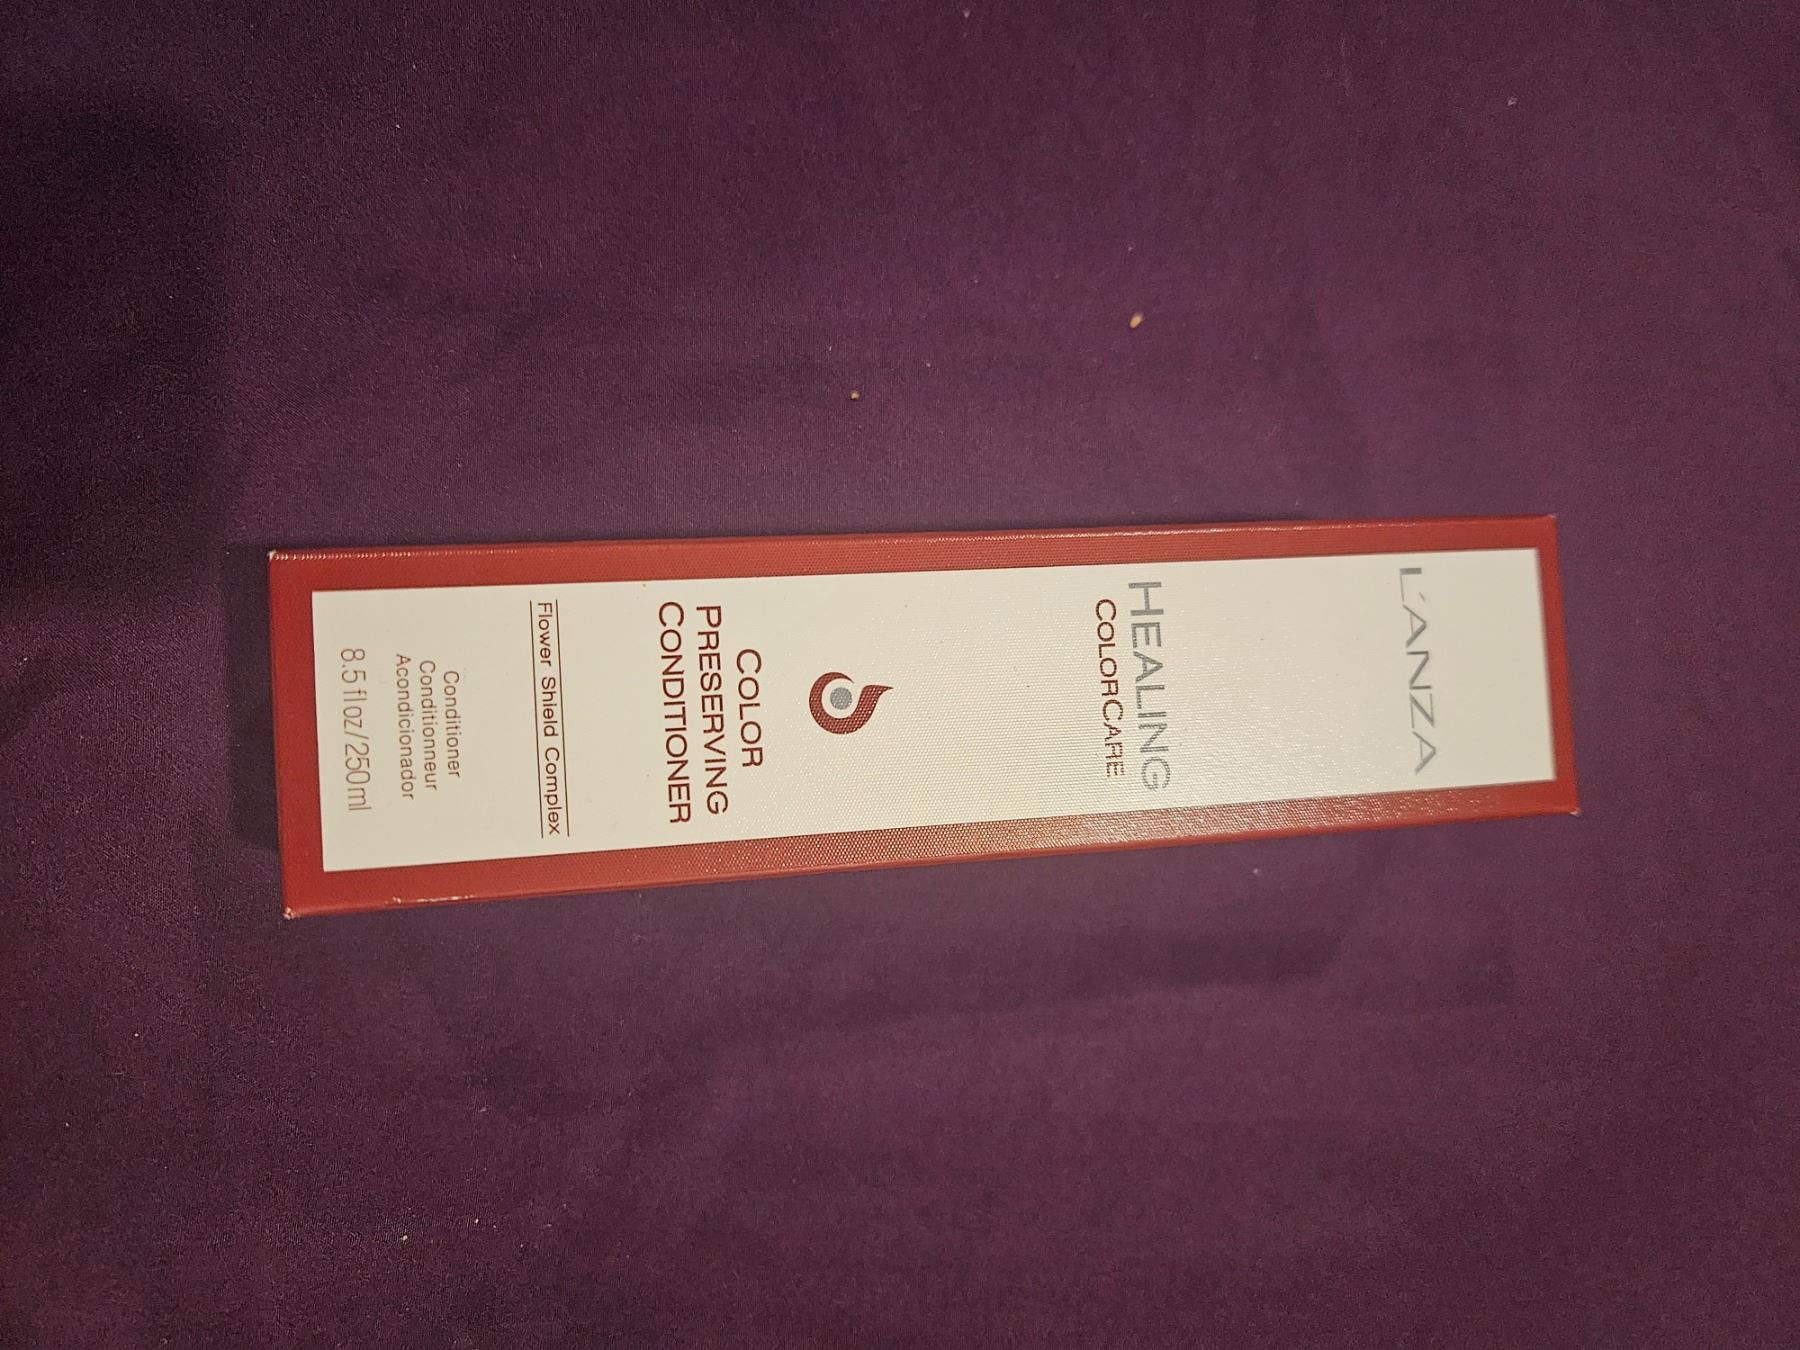 L'ANZA
HEALING
COLORCARE
COLOR
PRESERVING
CONDITIONER
Flower Shield Complex
Conditioner
Conditionneur
Acondicionador
8.5 fl oz/250ml